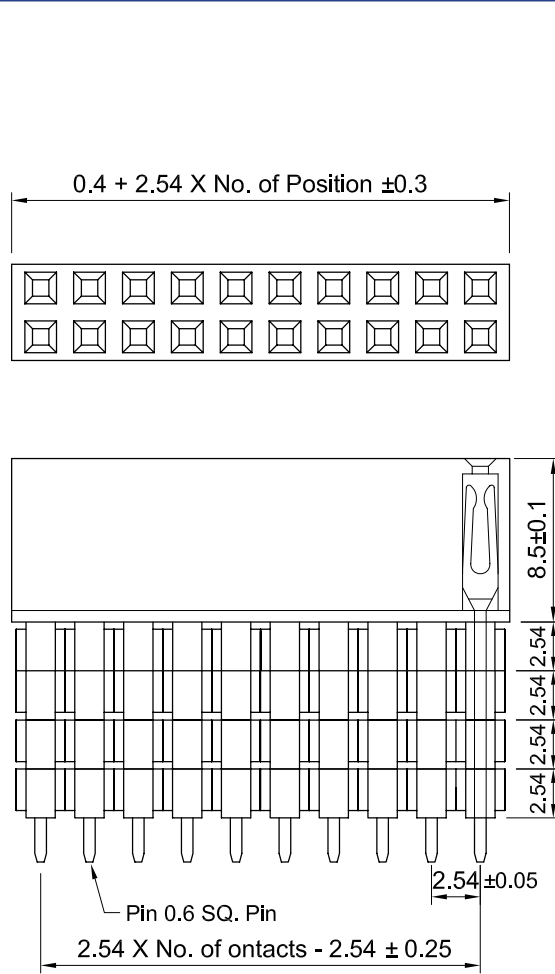 0.4 + 2.54 X No. of Position ±0.3
8.5±0.1
2.54
2.54
2.54
2.54
2.54 ±0.05
Pin 0.6 SQ. Pin
2.54 X No. of ontacts - 2.54 ± 0.25